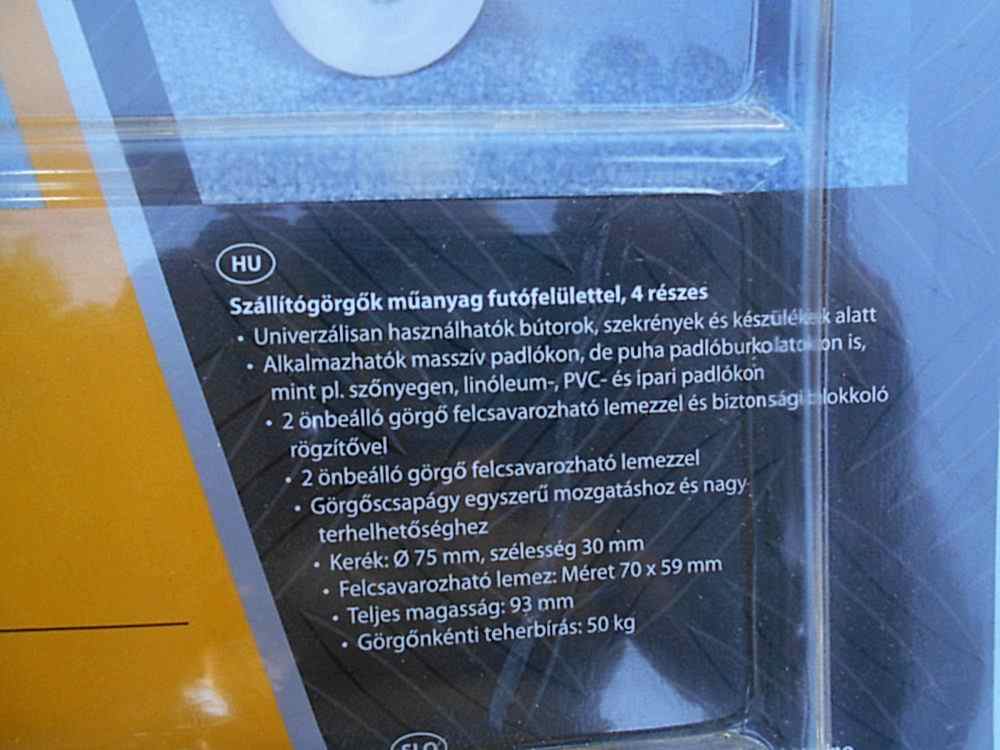 HU
Szállítógörgők műanyag futófelülettel, 4 részes
• Univerzálisan használhatók bútorok, szekrények és készülékek alatt
• Alkalmazhatók masszív padlókon, de puha padlóburkolatokon is,
mint pl. szőnyegen, linóleum-, PVC- és ipari padlókon
• 2 önbeálló görgő felcsavarozható lemezzel és biztonsági blokkoló
rögzítővel
• 2 önbeálló görgő felcsavarozható lemezzel
• Görgőscsapágy egyszerű mozgatáshoz és nagy
terhelhetőséghez
• Kerék: Ø 75 mm, szélesség 30 mm
• Felcsavarozható lemez: Méret 70 x 59 mm
• Teljes magasság: 93 mm
• Görgőnkénti teherbírás: 50 kg
SLO